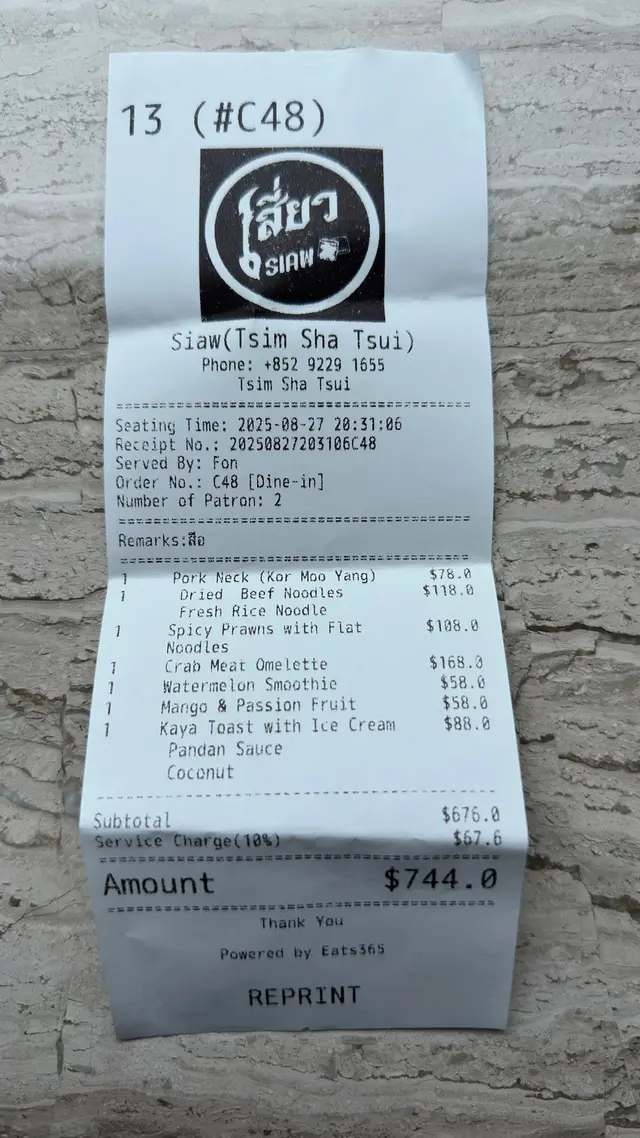 13 (#C48)
เสี่ยว
SIAW
Siaw(Tsim Sha Tsui)
Phone: +852 9229 1655
Tsim Sha Tsui
Seating Time: 2025-08-27 20:31:06
Receipt No.: 20250827203106C48
Served By: Fon
Order No.: C48 [Dine-in]
Number of Patron: 2
Remarks:สือ
1 Pork Neck (Kor Moo Yang) $78.0
1 Dried Beef Noodles $118.0
Fresh Rice Noodle
1 Spicy Prawns with Flat $108.0
Noodles
1 Crab Meat Omelette $168.0
1 Watermelon Smoothie $58.0
1 Mango & Passion Fruit $58.0
1 Kaya Toast with Ice Cream $88.0
Pandan Sauce
Coconut
Subtotal $676.0
Service Charge(10%) $67.6
Amount $744.0
Thank You
Powered by Eats365
REPRINT